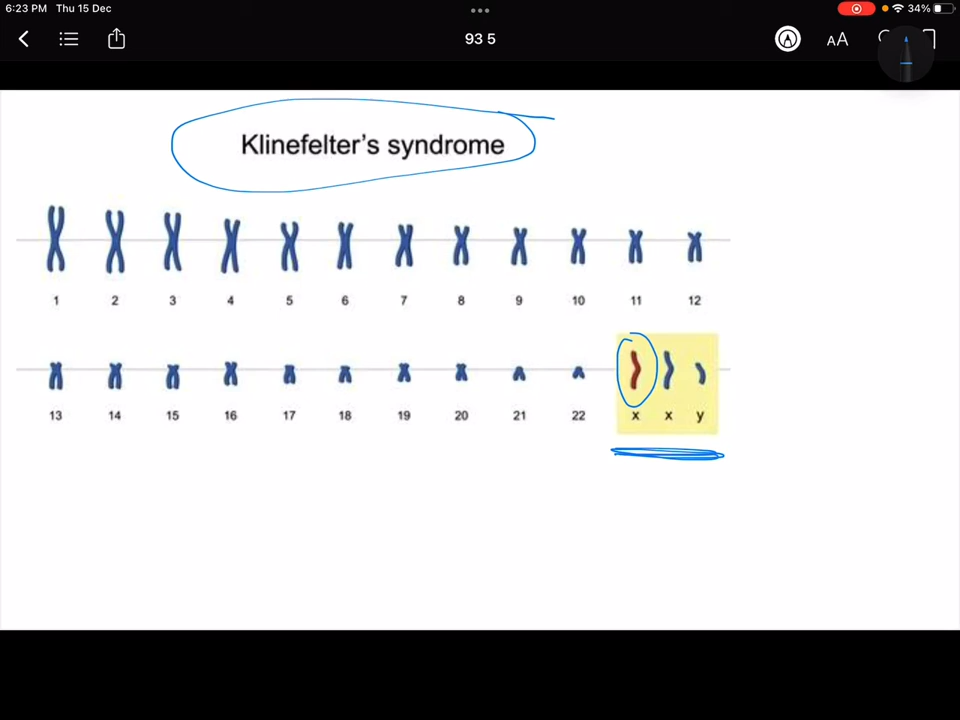 6:23 PM Thu 15 Dec 34%
93 5 AA
Klinefelter's syndrome
1 2 3 4 5 6 7 8 9 10 11 12
13 14 15 16 17 18 19 20 21 22 x x y